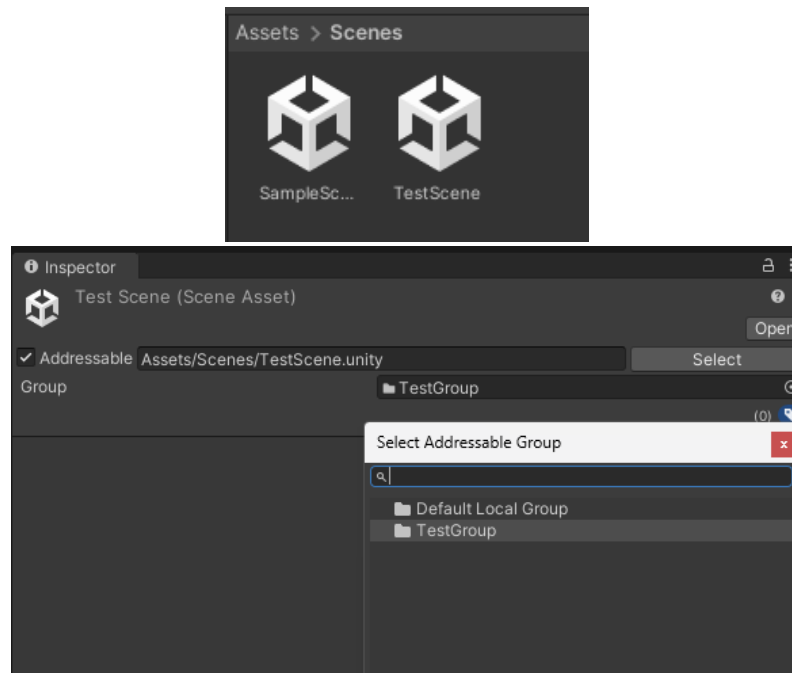 Assets > Scenes
SampleSc... TestScene
Inspector
Test Scene (Scene Asset)
Open
Addressable Assets/Scenes/TestScene.unity Select
Group TestGroup
(0)
Select Addressable Group
x
Default Local Group
TestGroup